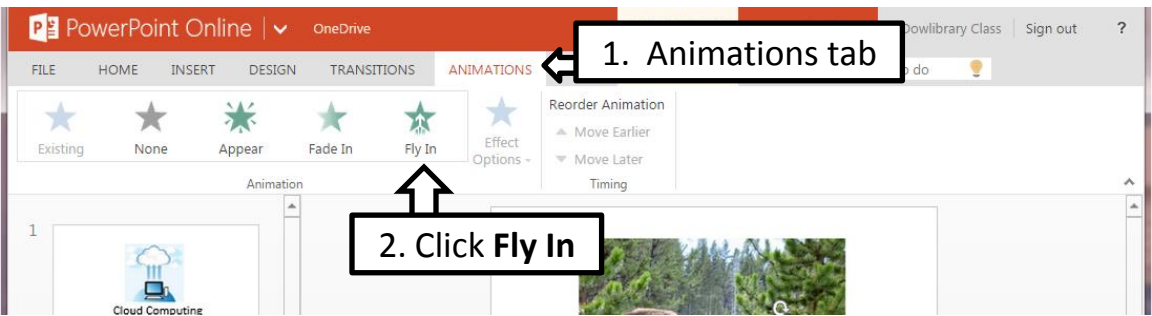 PowerPoint Online OneDrive
Dowlibrary Class Sign out ?
1. Animations tab
FILE HOME INSERT DESIGN TRANSITIONS ANIMATIONS
do
Existing None Appear Fade In Fly In
Effect
Options
Reorder Animation
Move Earlier
Move Later
Animation Timing
2. Click Fly In
1
Cloud Computing